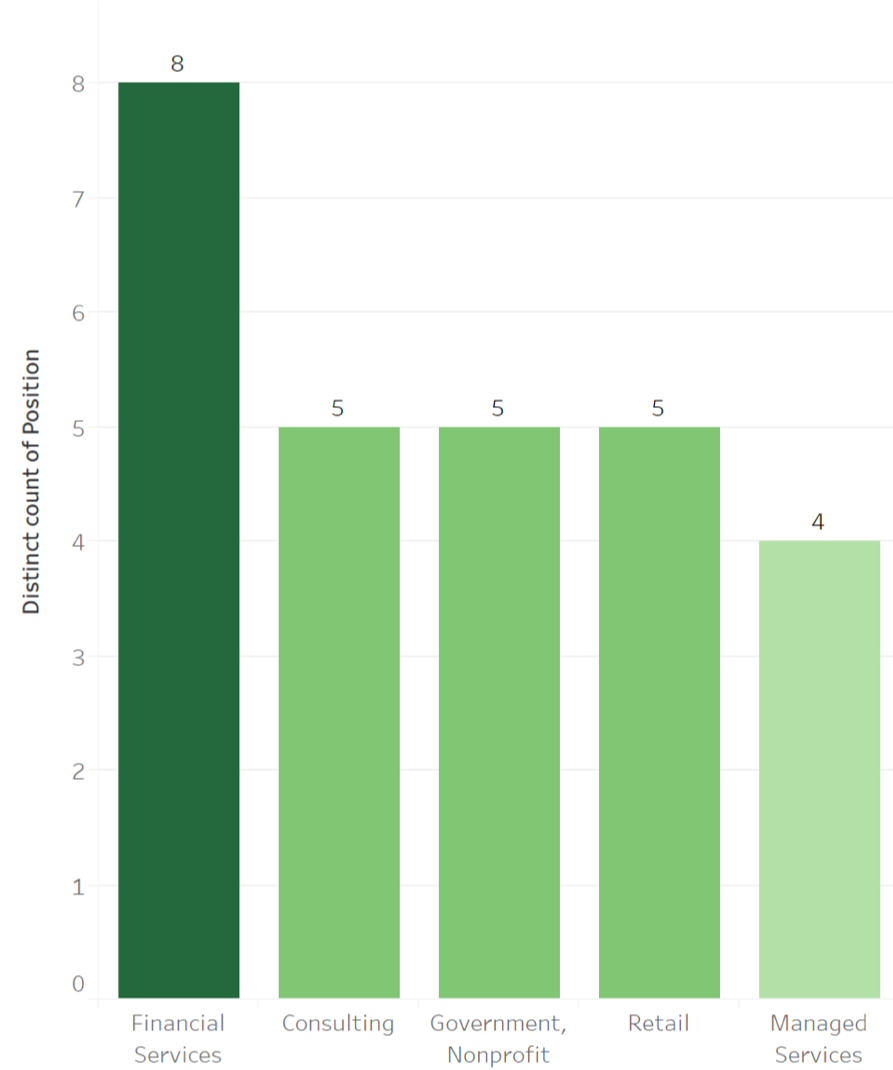 8
8
7
6
5
4
3
2
1
0
Distinct count of Position
5
5
5
4
Financial
Services
Consulting
Government,
Nonprofit
Retail
Managed
Services